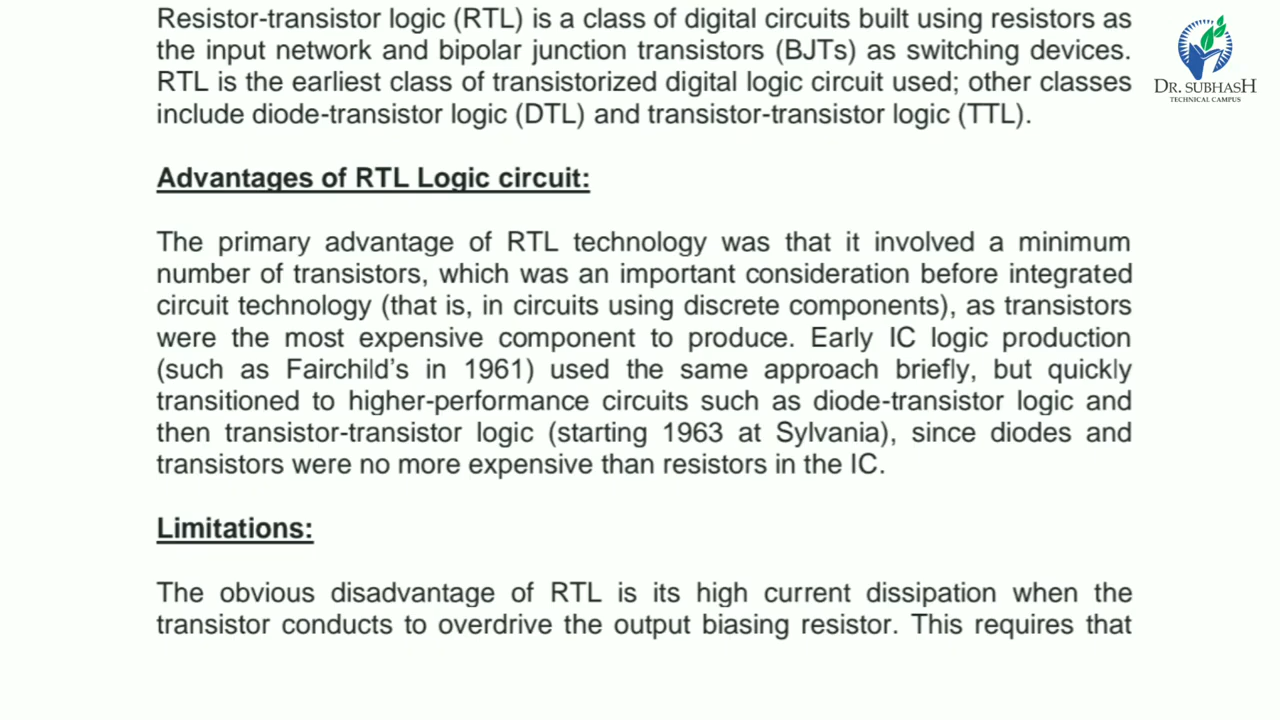 Resistor-transistor logic (RTL) is a class of digital circuits built using resistors as
the input network and bipolar junction transistors (BJTs) as switching devices.
RTL is the earliest class of transistorized digital logic circuit used; other classes
include diode-transistor logic (DTL) and transistor-transistor logic (TTL).
DR. SUBHASH
TECHNICAL CAMPUS
Advantages of RTL Logic circuit:
The primary advantage of RTL technology was that it involved a minimum
number of transistors, which was an important consideration before integrated
circuit technology (that is, in circuits using discrete components), as transistors
were the most expensive component to produce. Early IC logic production
(such as Fairchild's in 1961) used the same approach briefly, but quickly
transitioned to higher-performance circuits such as diode-transistor logic and
then transistor-transistor logic (starting 1963 at Sylvania), since diodes and
transistors were no more expensive than resistors in the IC.
Limitations:
The obvious disadvantage of RTL is its high current dissipation when the
transistor conducts to overdrive the output biasing resistor. This requires that